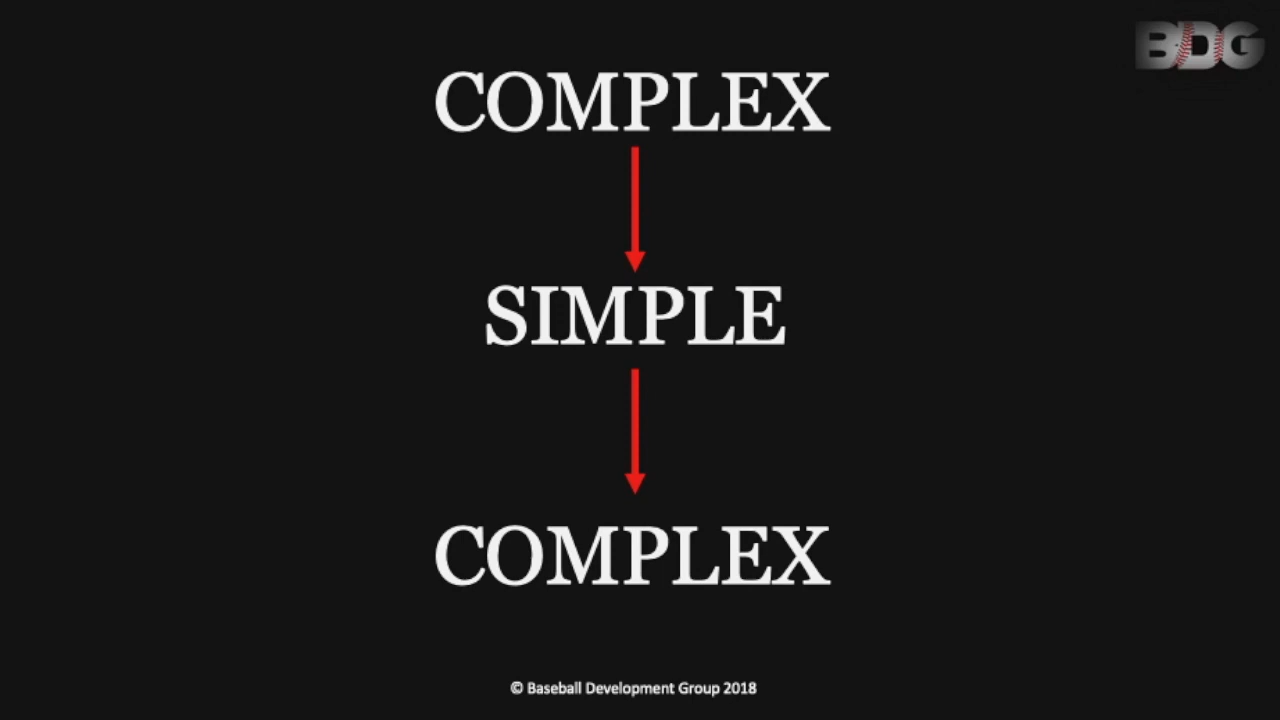 BDG
COMPLEX
SIMPLE
COMPLEX
© Baseball Development Group 2018